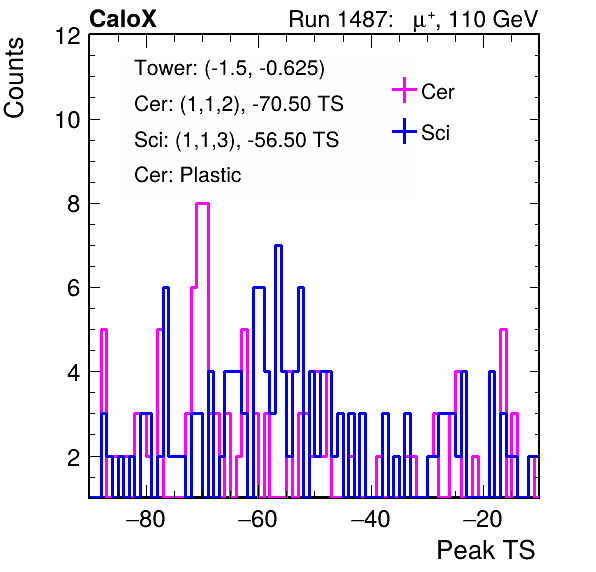 CaloX Run 1487: μ⁺, 110 GeV
Counts
12
10
8
6
4
2
Tower: (-1.5, -0.625)
Cer: (1,1,2), -70.50 TS
Sci: (1,1,3), -56.50 TS
Cer: Plastic
Cer
Sci
−80 −60 −40 −20
Peak TS